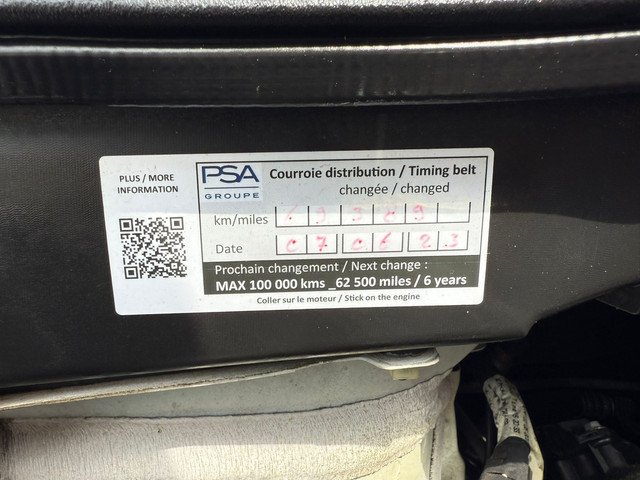 PLUS / MORE
INFORMATION
PSA
GROUPE
Courroie distribution / Timing belt
changée / changed
km/miles
Date 07 06 23
Prochain changement / Next change :
MAX 100 000 kms _62 500 miles / 6 years
Coller sur le moteur / Stick on the engine